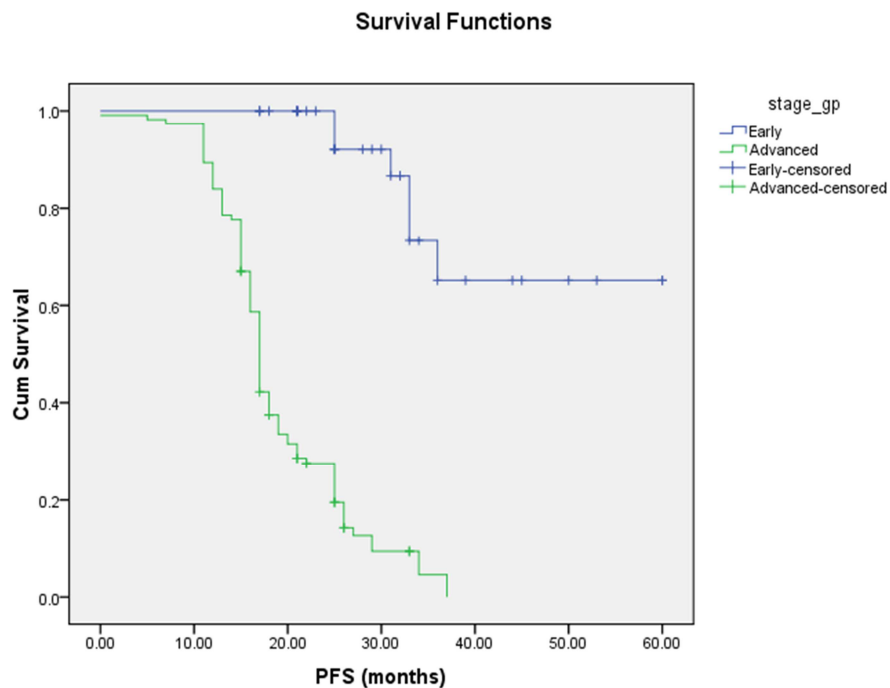 Survival Functions
stage_gp
Early
Advanced
Early-censored
Advanced-censored
Cum Survival
1.0
0.8
0.6
0.4
0.2
0.0
0.00 10.00 20.00 30.00 40.00 50.00 60.00
PFS (months)